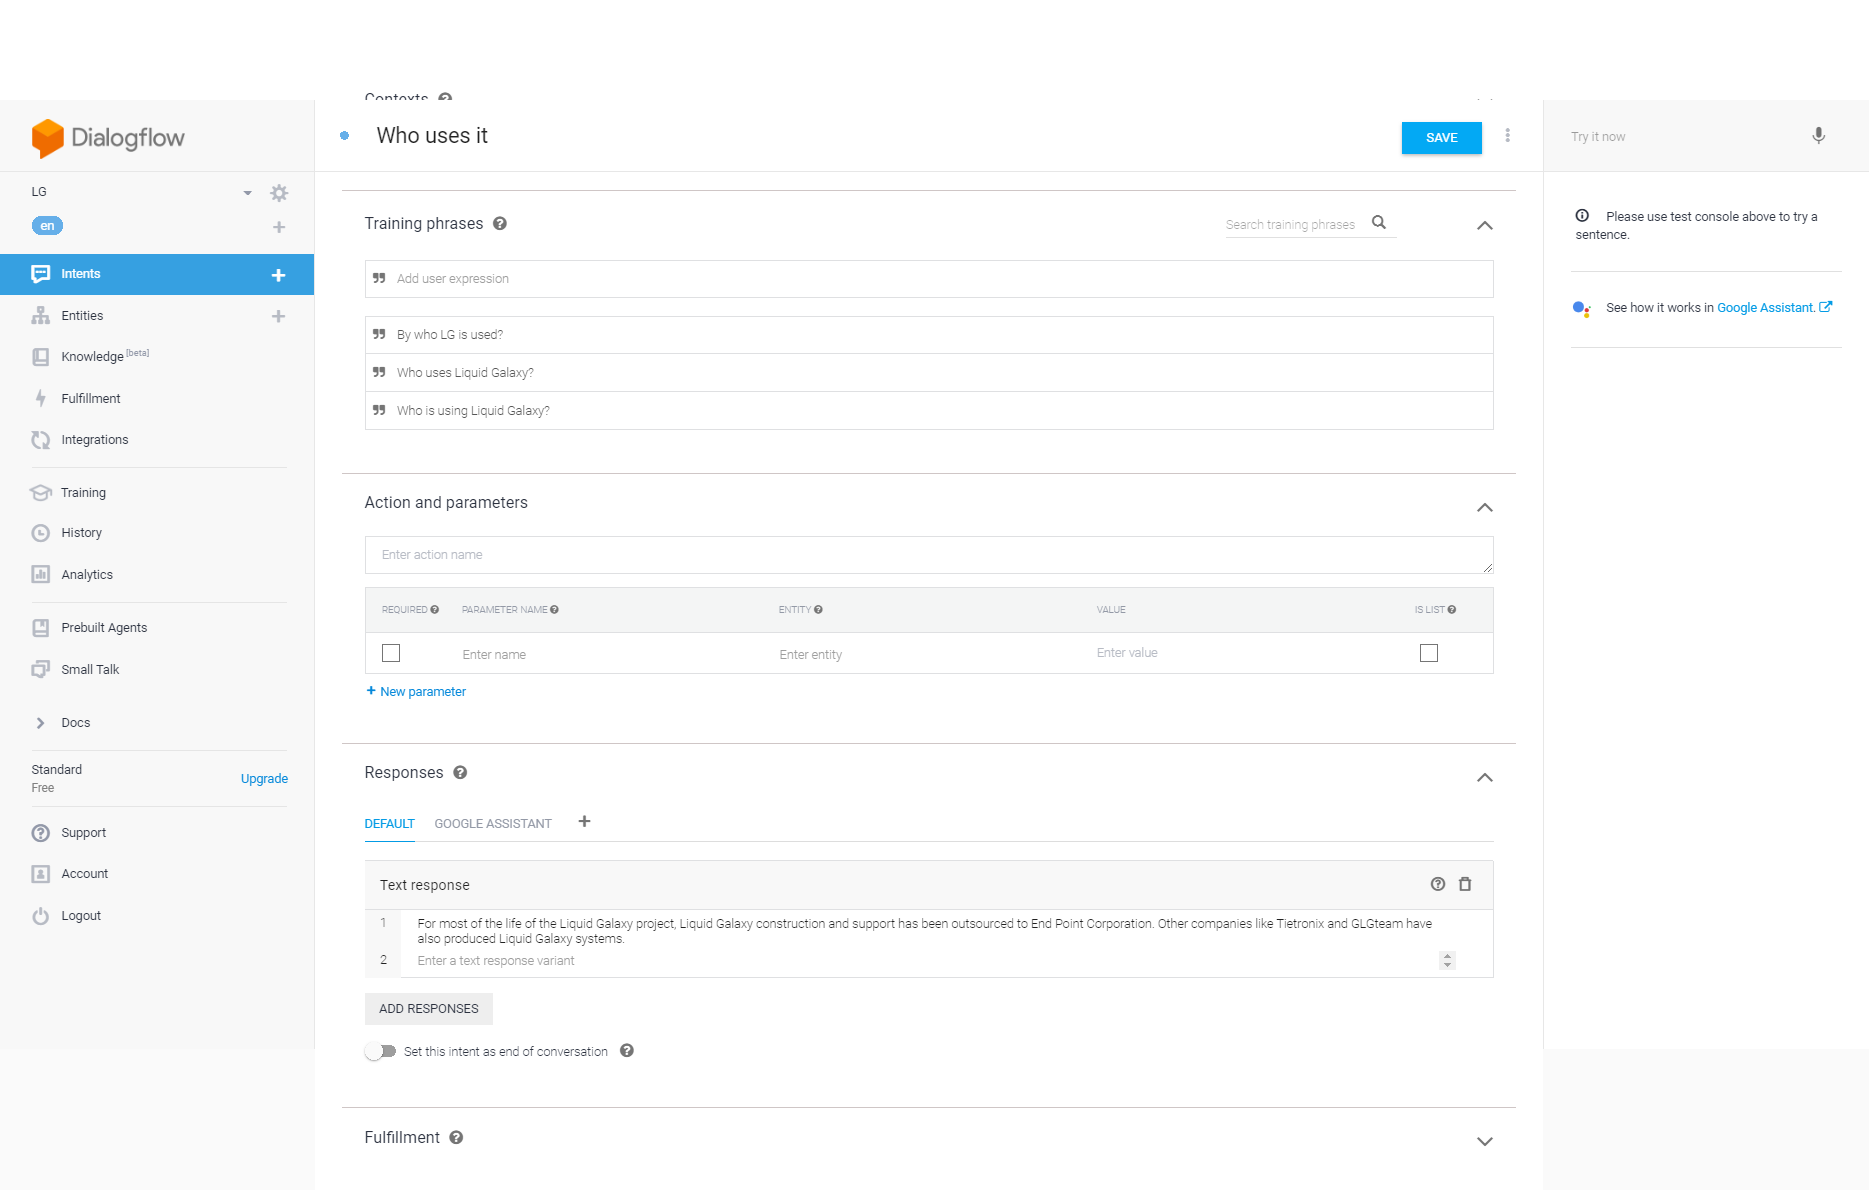 Contexts
Dialogflow
LG
en
Intents
Entities
Knowledge [beta]
Fulfillment
Integrations
Training
History
Analytics
Prebuilt Agents
Small Talk
Docs
Standard
Free
Upgrade
Support
Account
Logout
Who uses it
SAVE
Training phrases
Search training phrases
Add user expression
By who LG is used?
Who uses Liquid Galaxy?
Who is using Liquid Galaxy?
Action and parameters
Enter action name
REQUIRED PARAMETER NAME ENTITY VALUE IS LIST
Enter name Enter entity Enter value
+ New parameter
Responses
DEFAULT GOOGLE ASSISTANT +
Text response
1 For most of the life of the Liquid Galaxy project, Liquid Galaxy construction and support has been outsourced to End Point Corporation. Other companies like Tietronix and GLGteam have
also produced Liquid Galaxy systems.
2 Enter a text response variant
ADD RESPONSES
Set this intent as end of conversation
Fulfillment
Try it now
Please use test console above to try a
sentence.
See how it works in Google Assistant.